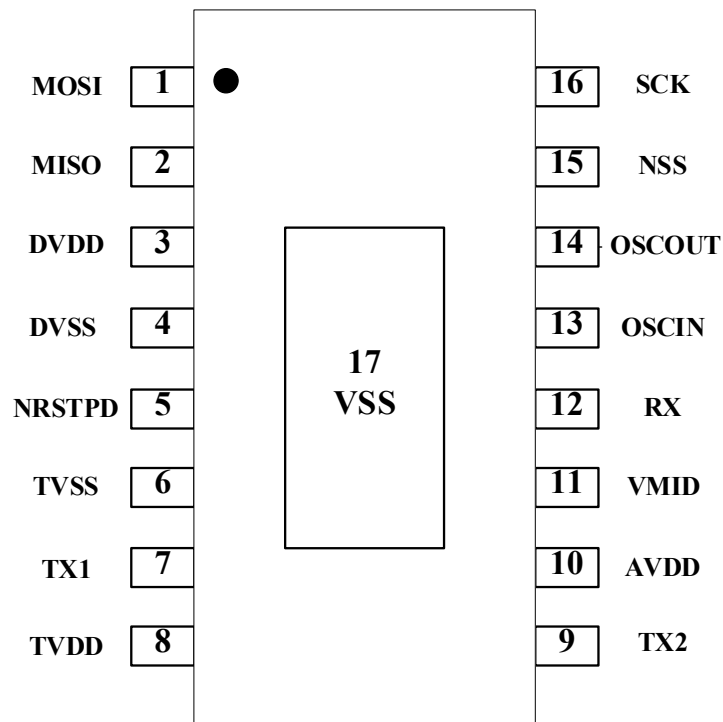 MOSI 1 16 SCK
MISO 2 15 NSS
DVDD 3 14 OSCOUT
DVSS 4 13 OSCIN
17
VSS
NRSTPD 5 12 RX
TVSS 6 11 VMID
TX1 7 10 AVDD
TVDD 8 9 TX2